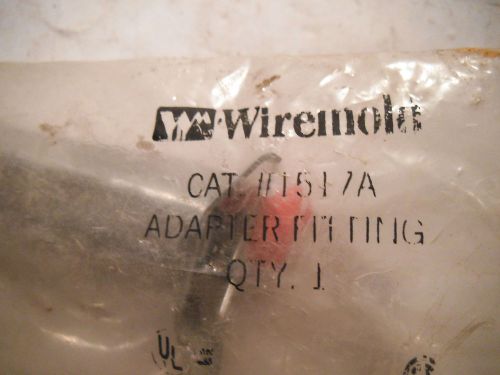 Wiremold
CAT. #1517A
ADAPTER FITTING
QTY. 1
UL